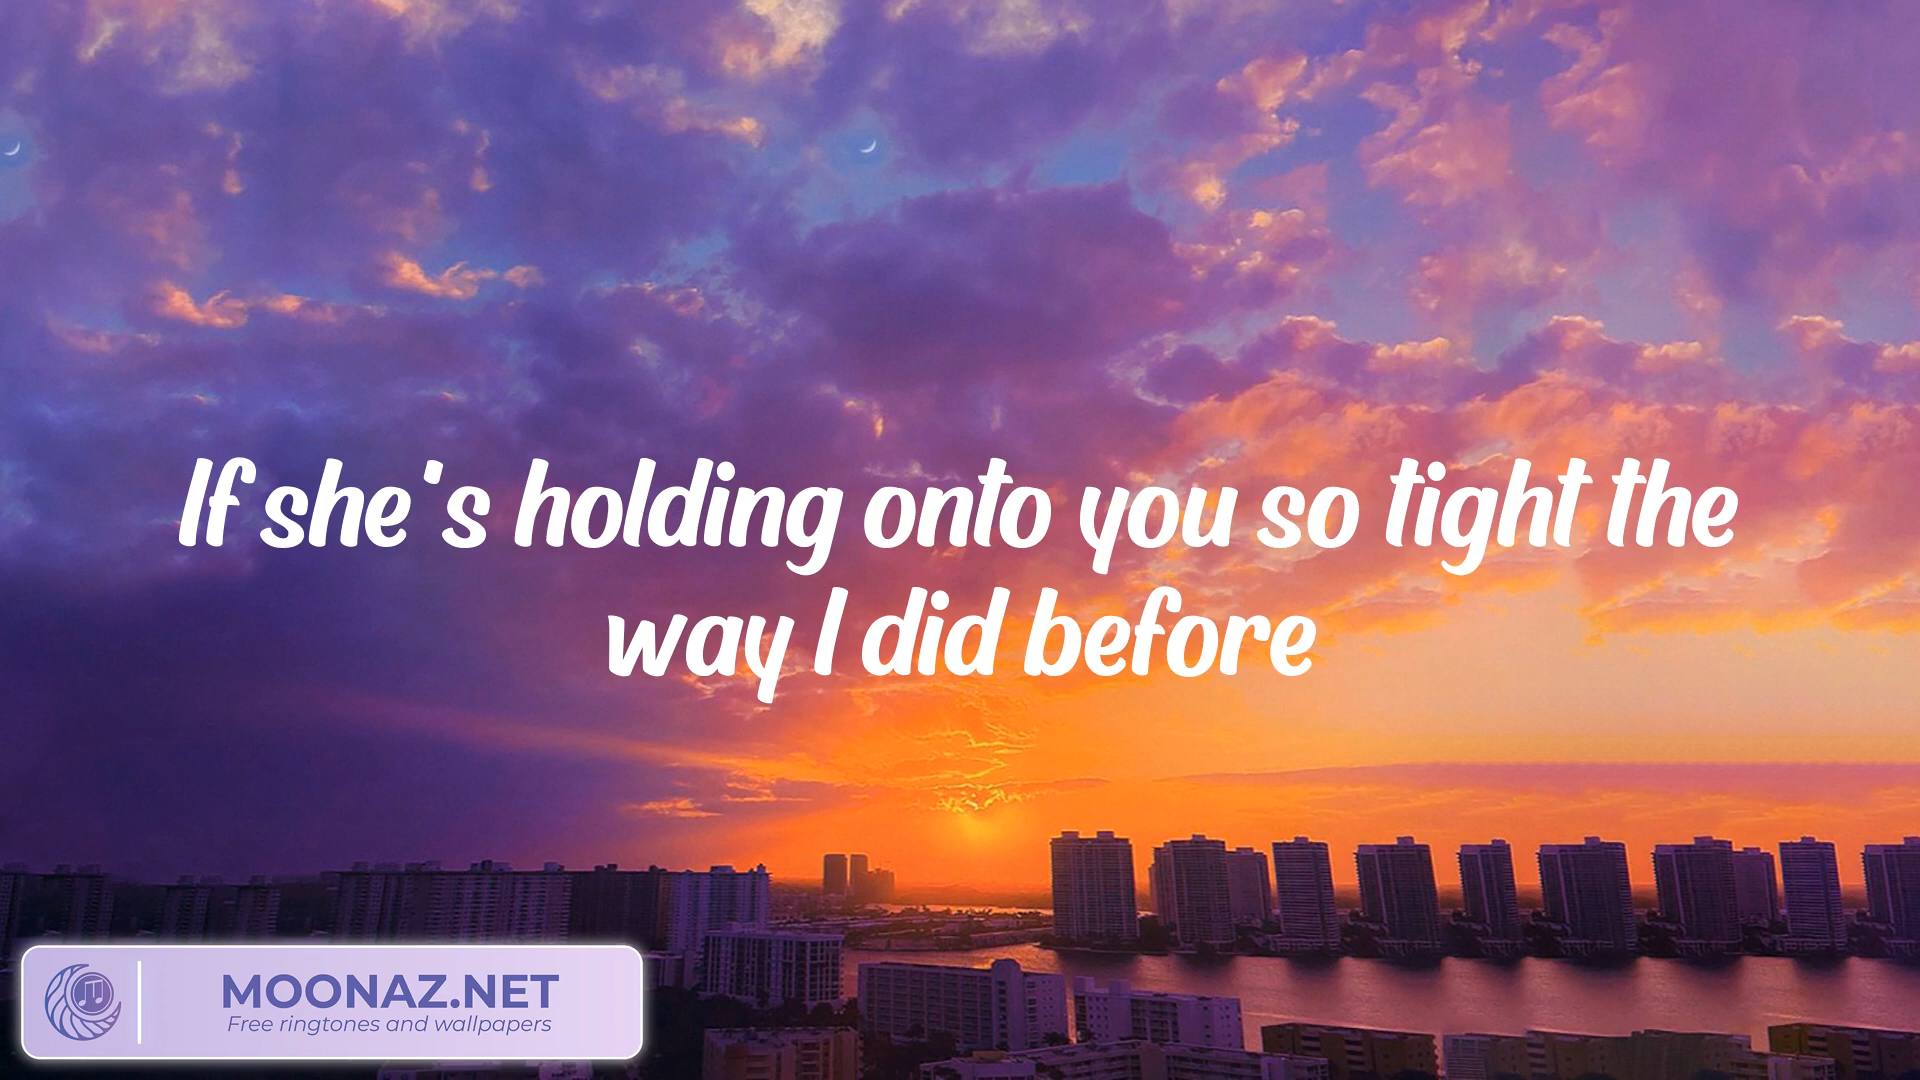 If she's holding onto you so tight the
way I did before
MOONAZ.NET
Free ringtones and wallpapers